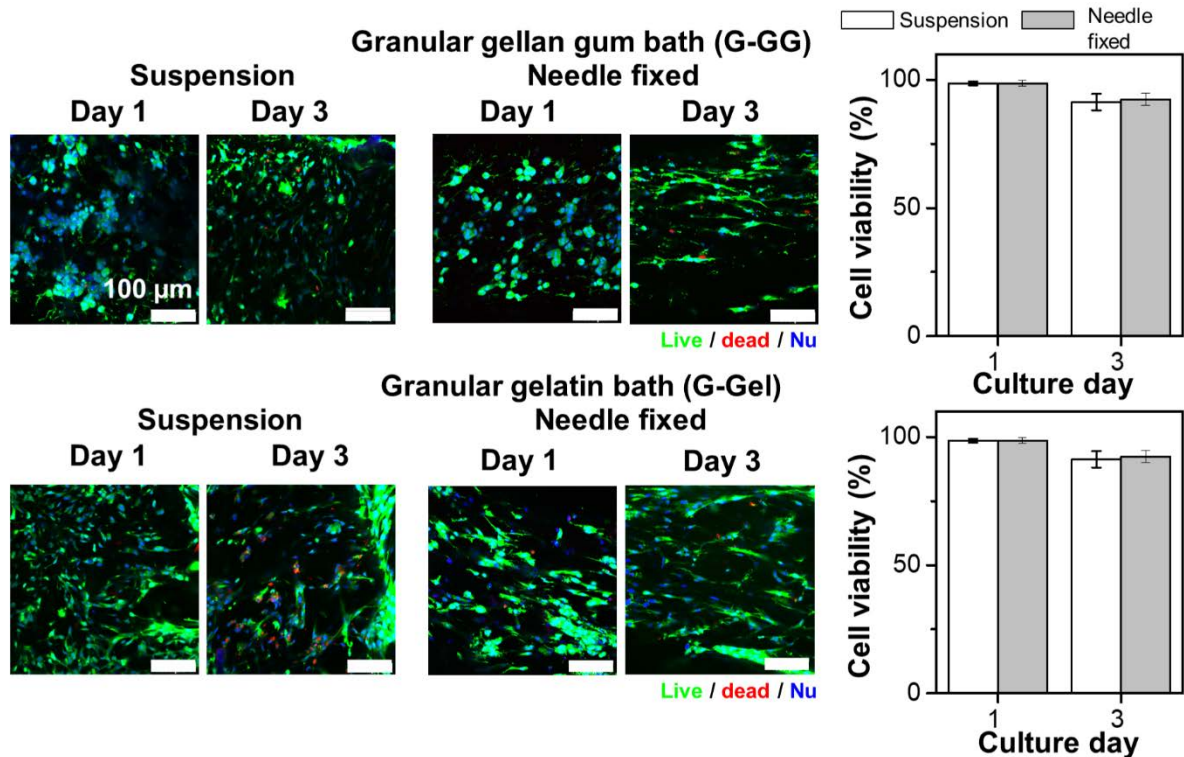 Granular gellan gum bath (G-GG)
Suspension
Needle fixed
Day 1
Day 3
Day 1
Day 3
100 µm
Live / dead / Nu
Suspension
Needle
fixed
100
50
0
Cell viability (%)
1
3
Culture day
Granular gelatin bath (G-Gel)
Suspension
Needle fixed
Day 1
Day 3
Day 1
Day 3
Live / dead / Nu
100
50
0
Cell viability (%)
1
3
Culture day